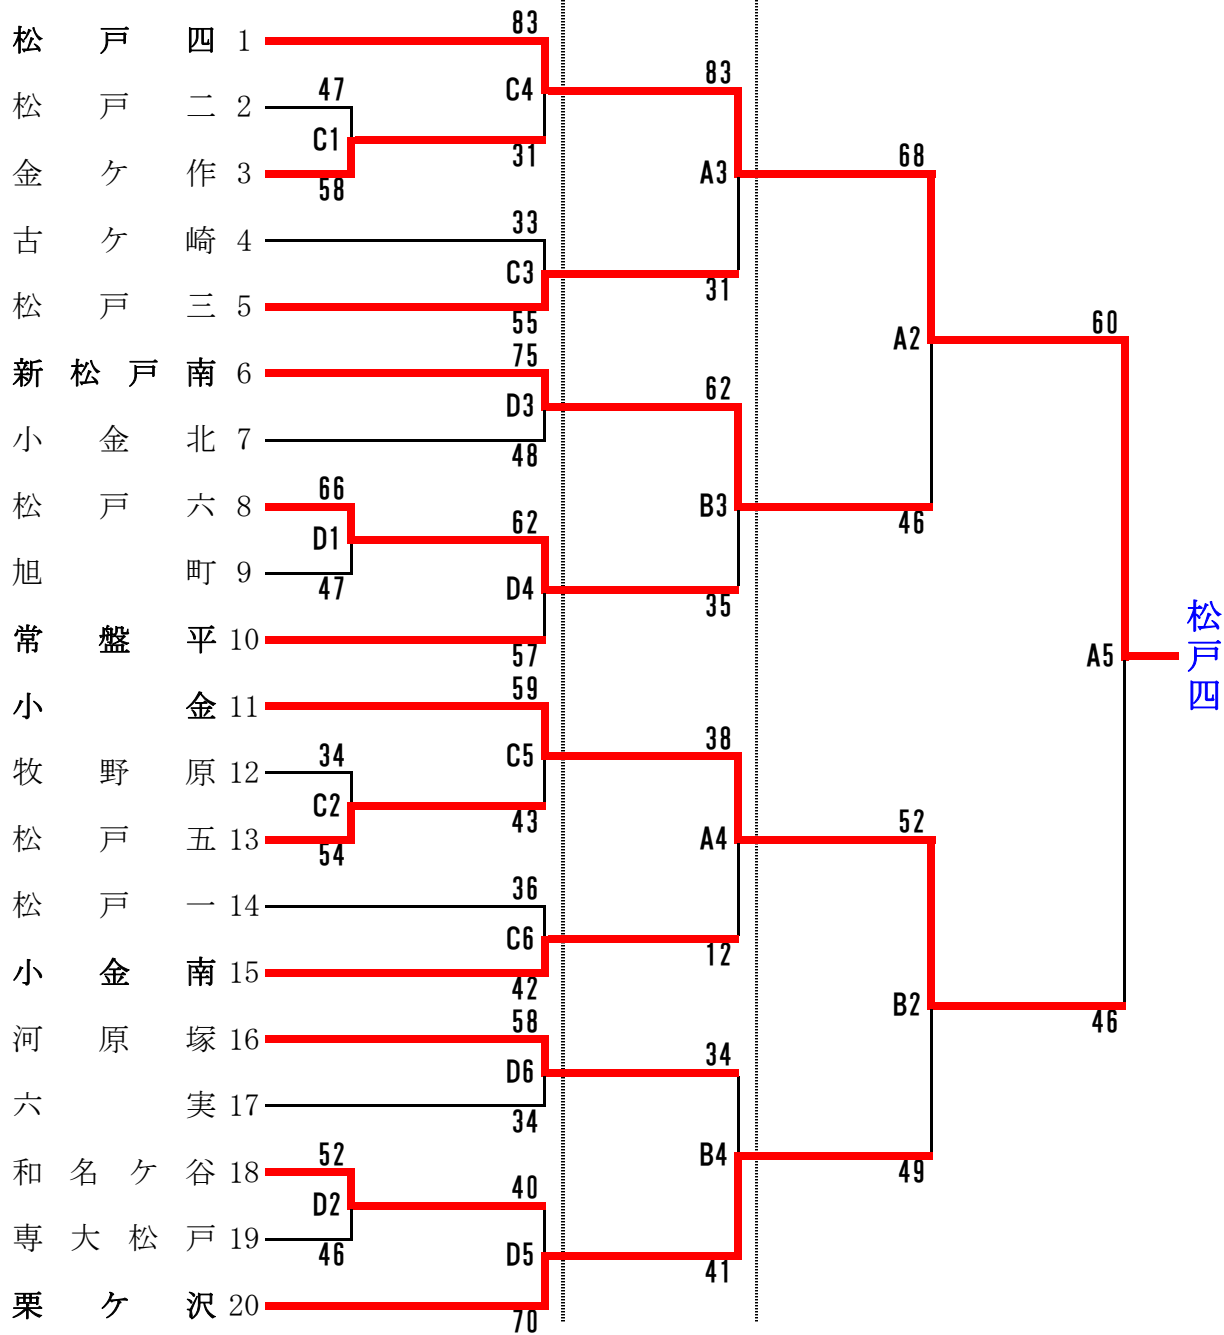 83
松戸四 1
83
47
C4
松戸二 2
C1
31
68
金ケ作 3
A3
58
33
古ケ崎 4
C3
31
松戸三 5
55
60
A2
75
新松戸南 6
62
D3
小金北 7
48
66
松戸六 8
B3
62
46
D1
旭町 9
47
D4
35
常盤平 10
57
A5
松戸四
59
小金 11
38
34
C5
牧野原 12
C2
43
52
松戸五 13
A4
54
36
松戸一 14
C6
12
小金南 15
42
B2
58
46
河原塚 16
34
D6
六実 17
34
52
B4
和名ケ谷 18
40
49
D2
専大松戸 19
46
D5
41
栗ケ沢 20
70